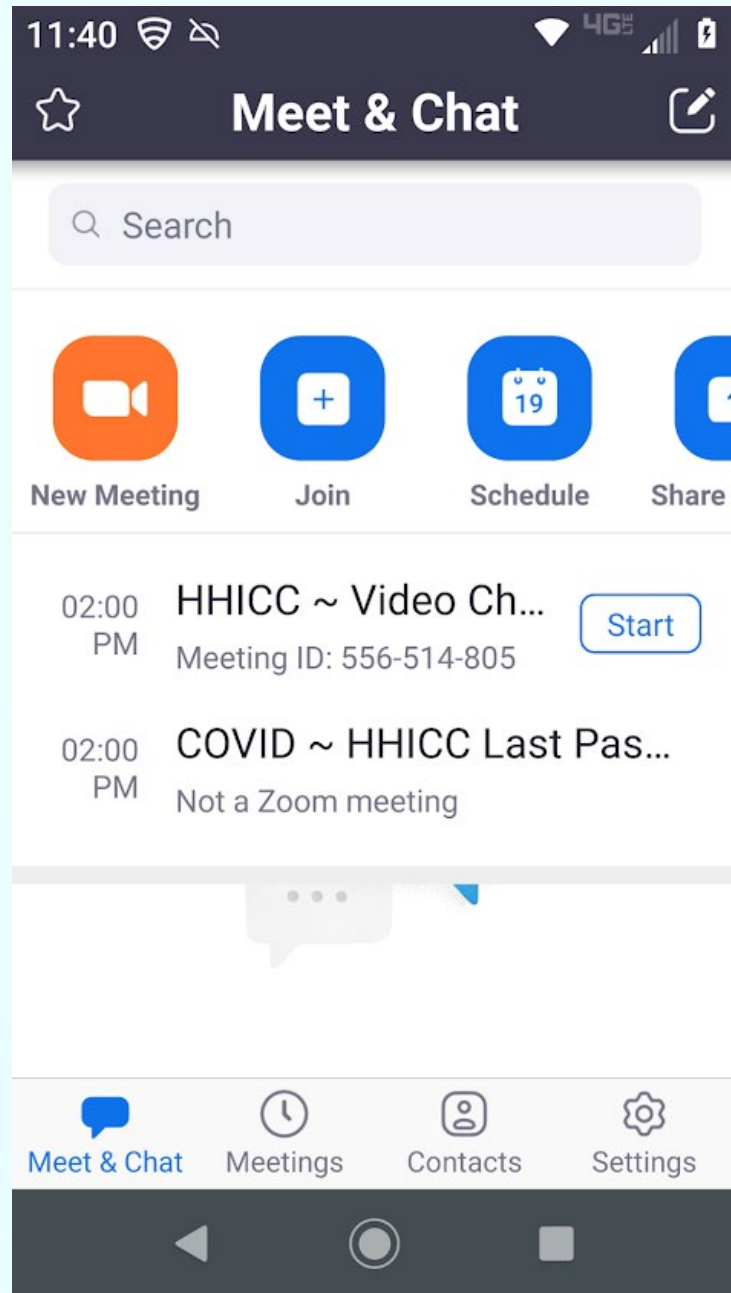 11:40 4G LTE
Meet & Chat
Search
19
New Meeting Join Schedule Share
02:00 PM
HHICC ~ Video Ch...
Meeting ID: 556-514-805
Start
02:00 PM
COVID ~ HHICC Last Pas...
Not a Zoom meeting
Meet & Chat Meetings Contacts Settings